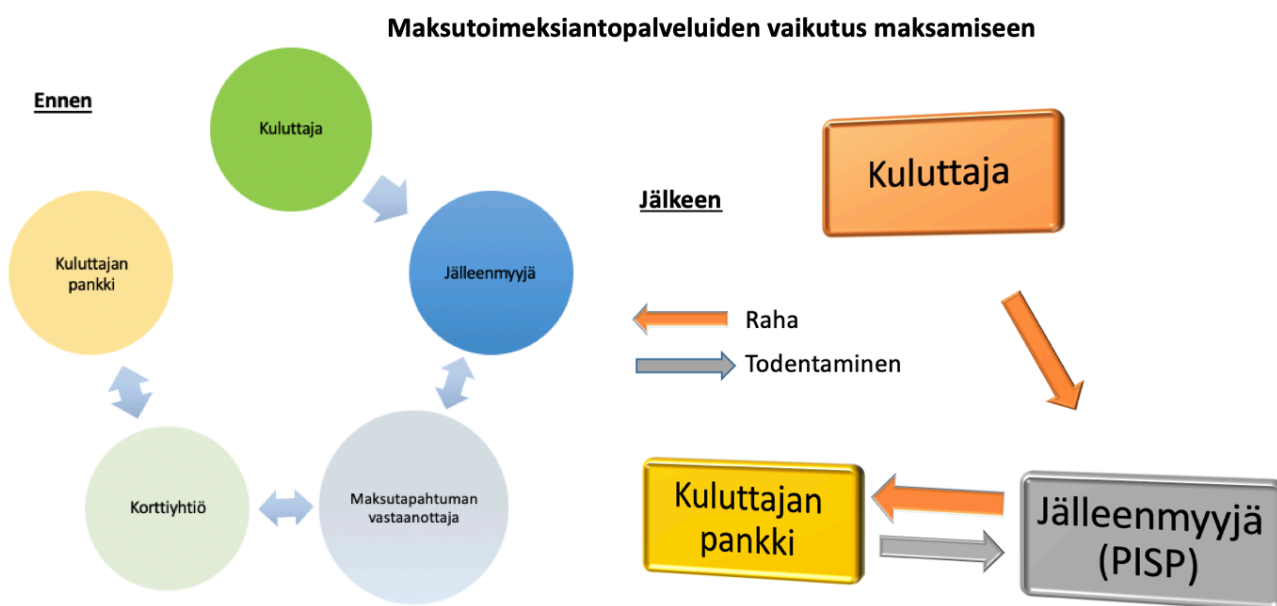 Maksutoimeksiantopalveluiden vaikutus maksamiseen
Ennen
Kuluttaja
Jälleenmyyjä
Maksutapahtuman
vastaanottaja
Korttiyhtiö
Kuluttajan
pankki
Jälkeen
Kuluttaja
Raha
Todentaminen
Kuluttajan
pankki
Jälleenmyyjä
(PISP)